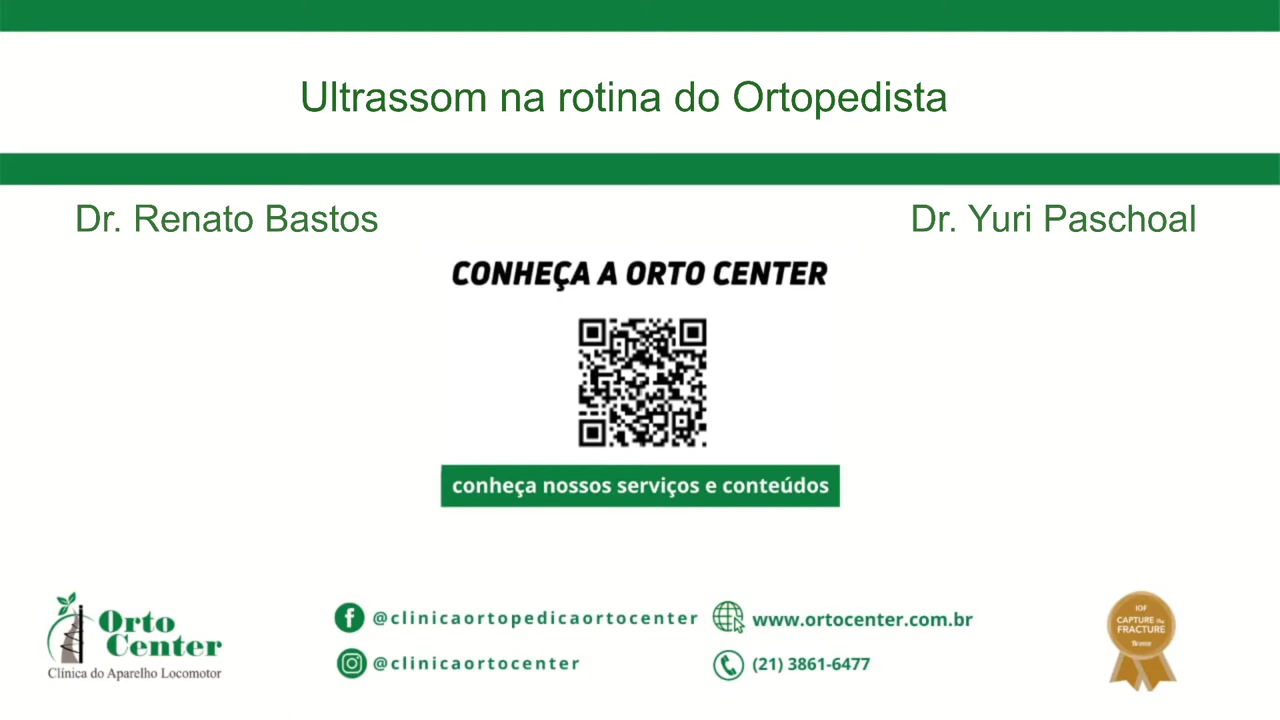 Ultrassom na rotina do Ortopedista
Dr. Renato Bastos
Dr. Yuri Paschoal
CONHEÇA A ORTO CENTER
conheça nossos serviços e conteúdos
Orto
Center
Clínica do Aparelho Locomotor
@clinicaortopedicaortocenter
@clinicaortocenter
www.ortocenter.com.br
(21) 3861-6477
IOF
CAPTURE the
FRACTURE